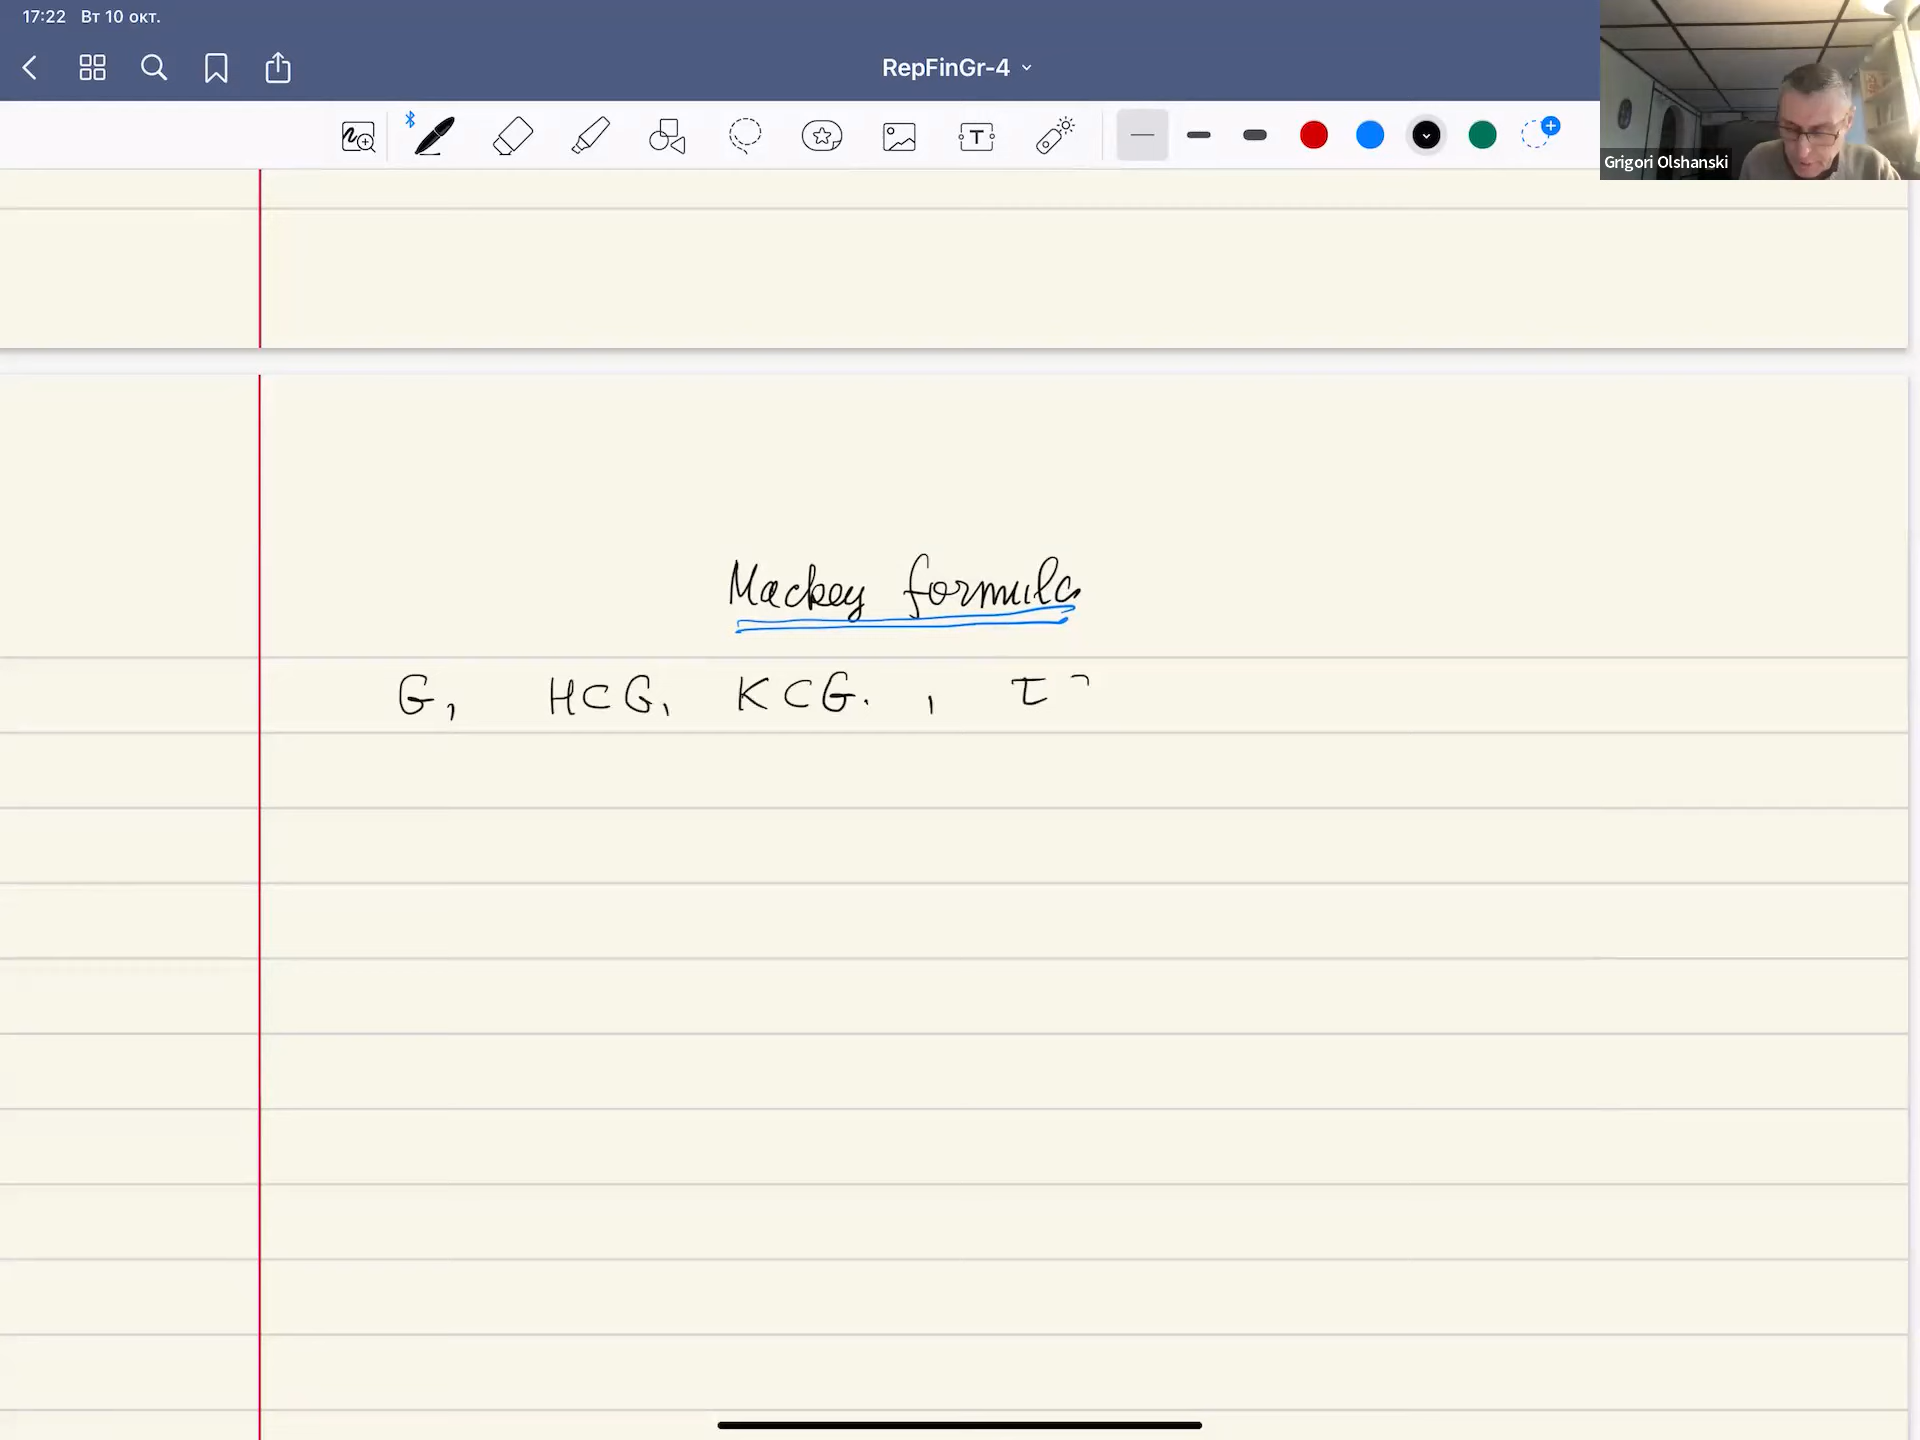 17:22 Вт 10 окт.
RepFinGr-4
Grigori Olshanski
Mackey formula
G, H⊂G, K⊂G. , τ